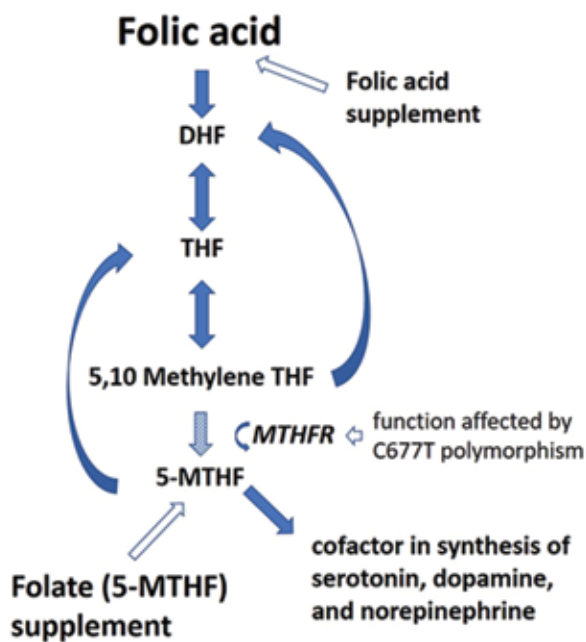 Folic acid
Folic acid
supplement
DHF
THF
5,10 Methylene THF
MTHFR
function affected by
C677T polymorphism
5-MTHF
Folate (5-MTHF)
supplement
cofactor in synthesis of
serotonin, dopamine,
and norepinephrine